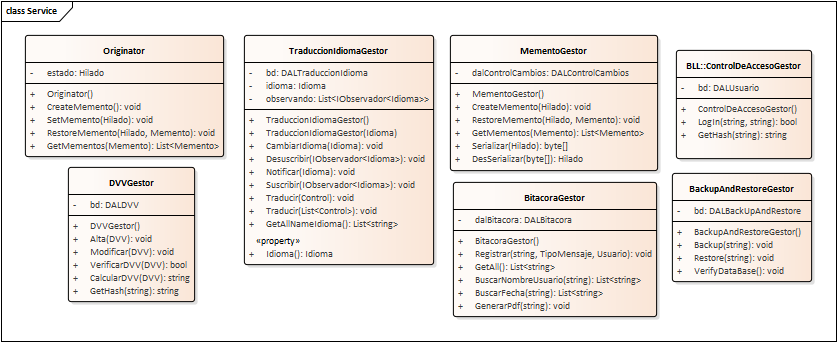 class Service
Originator
- estado: Hilado
+ Originator()
+ CreateMemento(): void
+ SetMemento(Hilado): void
+ RestoreMemento(Hilado, Memento): void
+ GetMementos(Memento): List<Memento>
TraduccionIdiomaGestor
- bd: DALTraduccionIdioma
- idioma: Idioma
- observando: List<IObservador<Idioma>>
+ TraduccionIdiomaGestor()
+ TraduccionIdiomaGestor(Idioma)
+ CambiarIdioma(Idioma): void
+ Desuscribir(IObservador<Idioma>): void
+ Notificar(Idioma): void
+ Suscribir(IObservador<Idioma>): void
+ Traducir(Control): void
+ Traducir(List<Control>): void
+ GetAllNameIdioma(): List<string>
«property»
+ Idioma(): Idioma
MementoGestor
- dalControlCambios: DALControlCambios
+ MementoGestor()
+ CreateMemento(Hilado): void
+ RestoreMemento(Hilado, Memento): void
+ GetMementos(Memento): List<Memento>
+ Serializar(Hilado): byte[]
+ DesSerializar(byte[]): Hilado
BLL::ControlDeAccesoGestor
- bd: DALUsuario
+ ControlDeAccesoGestor()
+ LogIn(string, string): bool
+ GetHash(string): string
DVVGestor
- bd: DALDVV
+ DVVGestor()
+ Alta(DVV): void
+ Modificar(DVV): void
+ VerificarDVV(DVV): bool
+ CalcularDVV(DVV): string
+ GetHash(string): string
BitacoraGestor
- dalBitacora: DALBitacora
+ BitacoraGestor()
+ Registrar(string, TipoMensaje, Usuario): void
+ GetAll(): List<string>
+ BuscarNombreUsuario(string): List<string>
+ BuscarFecha(string): List<string>
+ GenerarPdf(string): void
BackupAndRestoreGestor
- bd: DALBackUpAndRestore
+ BackupAndRestoreGestor()
+ Backup(string): void
+ Restore(string): void
+ VerifyDataBase(): void